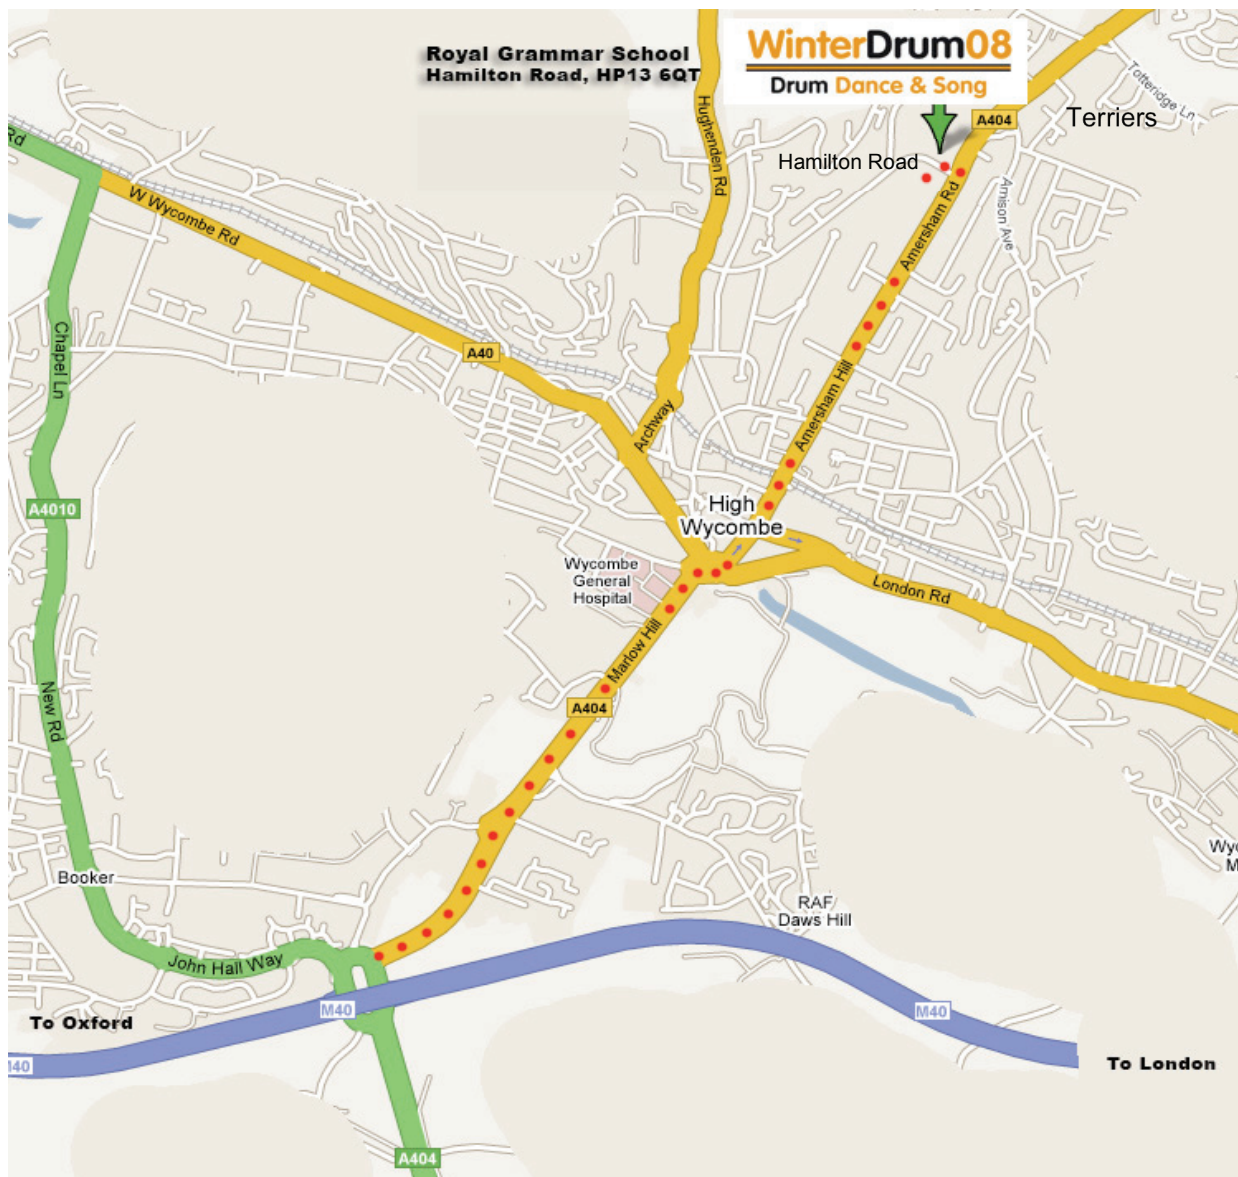 Royal Grammar School
Hamilton Road, HP13 6QT
WinterDrum08
Drum Dance & Song
Totteridge Ln
A404
Terriers
Hamilton Road
Hughenden Rd
Rd
W Wycombe Rd
Amersham Rd
Arnison Ave
Chapel Ln
A40
Archway
Amersham Hill
A4010
High
Wycombe
Wycombe
General
Hospital
London Rd
Marlow Hill
New Rd
A404
Booker
RAF
Daws Hill
John Hall Way
M40
M40
To Oxford
To London
A404